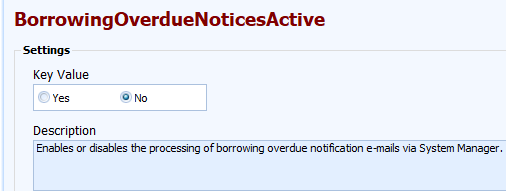 BorrowingOverdueNoticesActive
Settings
Key Value
Yes No
Description
Enables or disables the processing of borrowing overdue notification e-mails via System Manager.